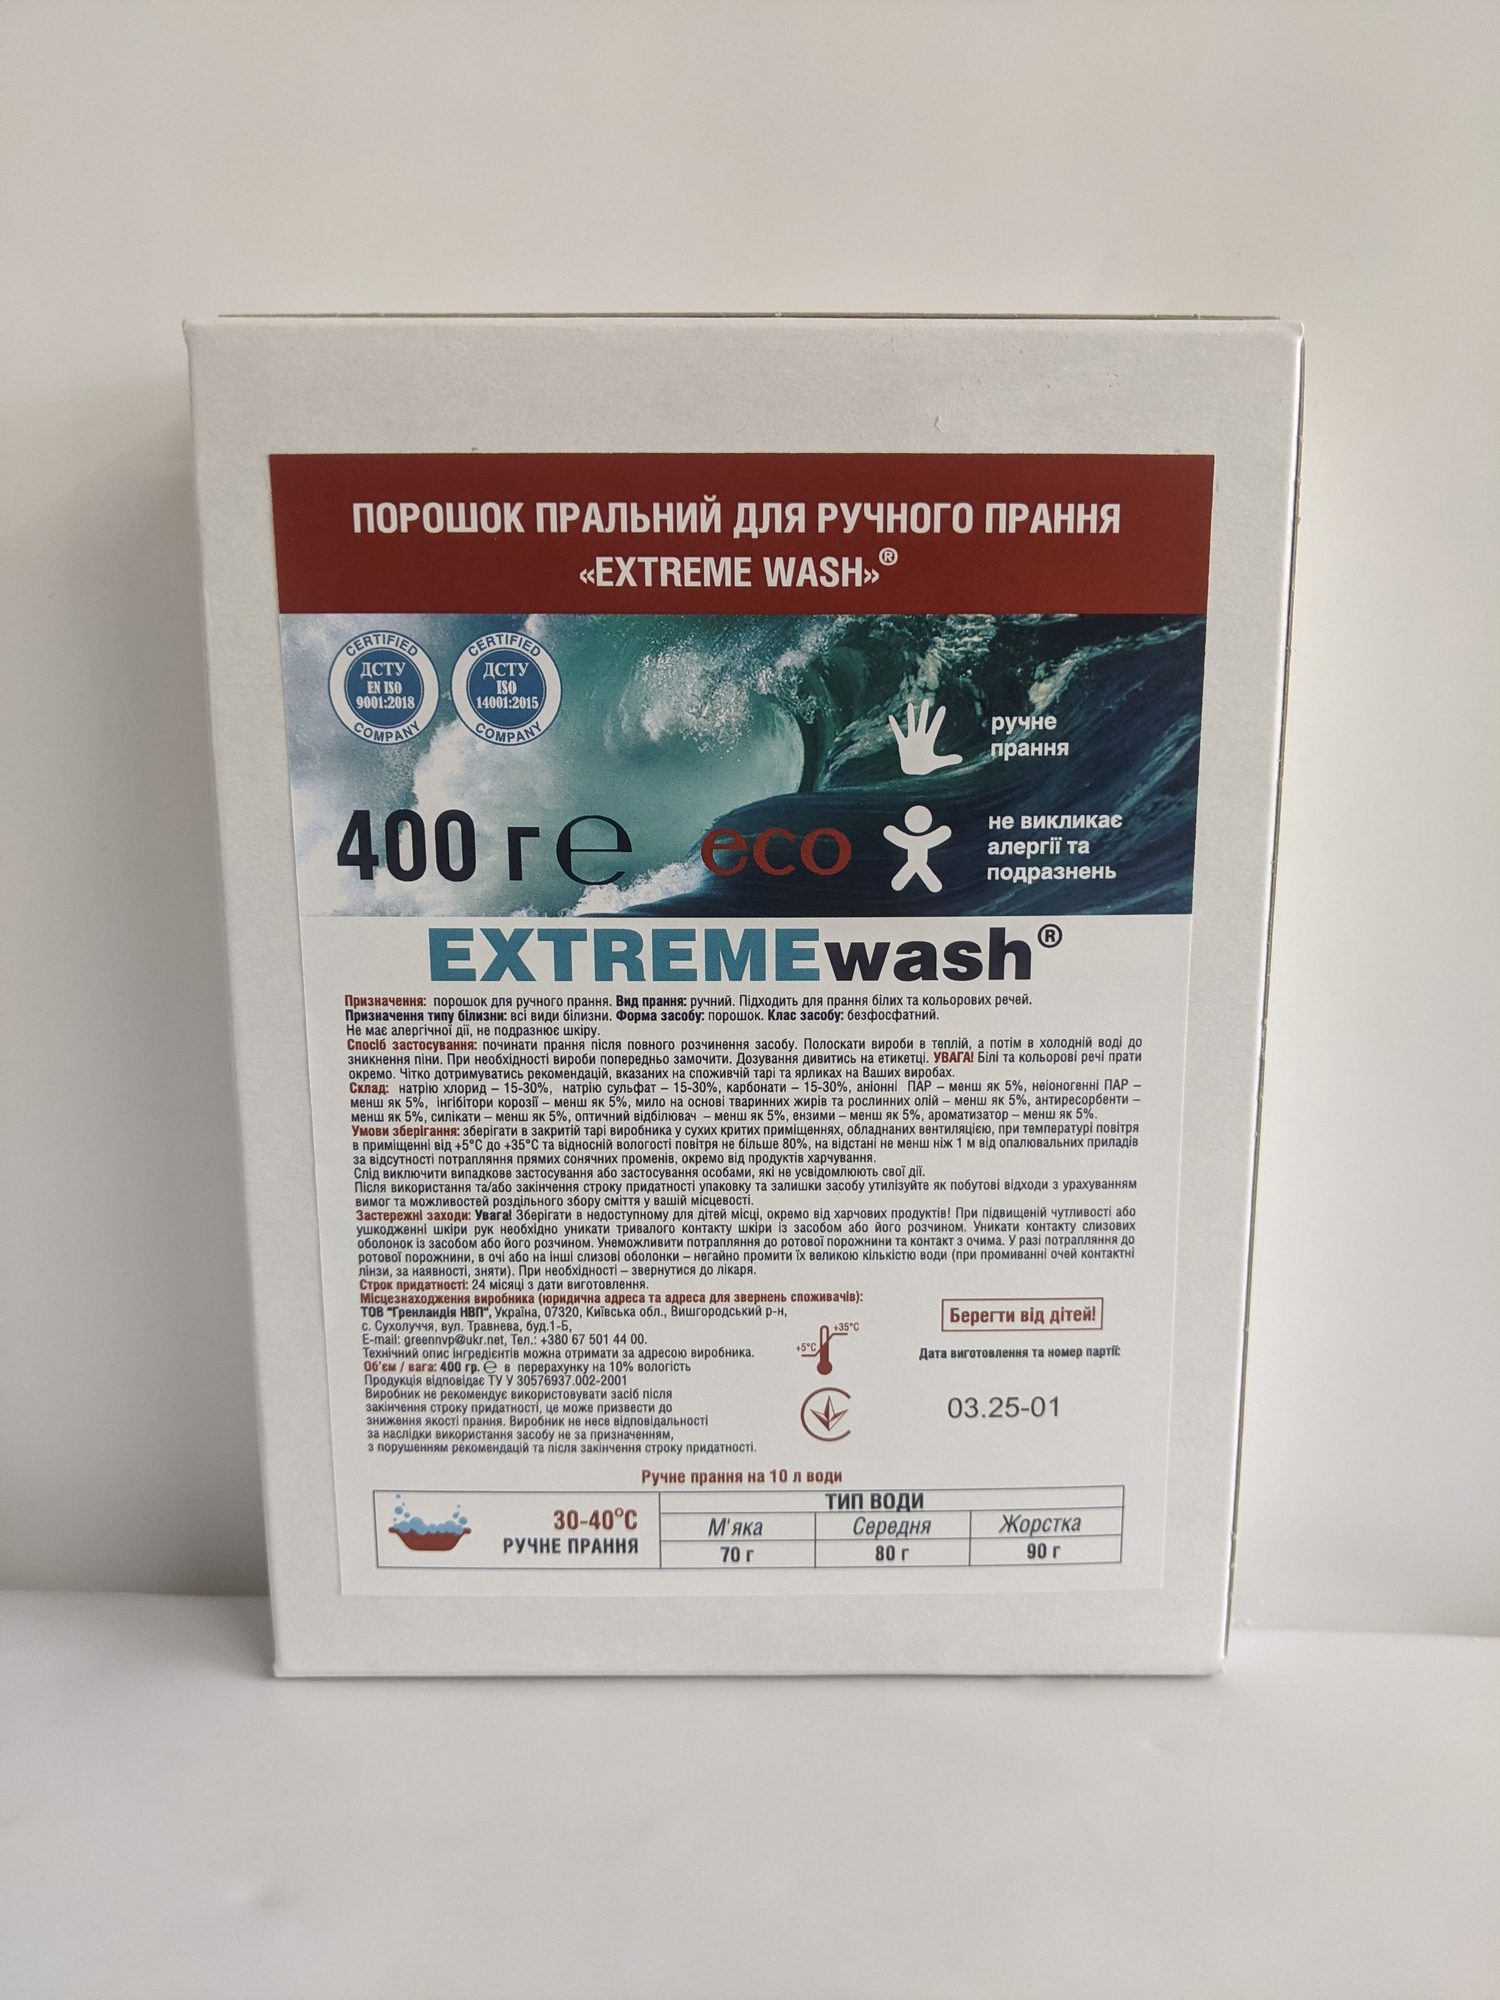 ПОРОШОК ПРАЛЬНИЙ ДЛЯ РУЧНОГО ПРАННЯ
«EXTREME WASH»®
CERTIFIED
ДСТУ
EN ISO
9001:2018
COMPANY
CERTIFIED
ДСТУ
ISO
14001:2015
COMPANY
ручне
прання
400 г ℮
eco
не викликає
алергії та
подразнень
EXTREMEwash®
Призначення: порошок для ручного прання. Вид прання: ручний. Підходить для прання білих та кольорових речей.
Призначення типу білизни: всі види білизни. Форма засобу: порошок. Клас засобу: безфосфатний.
Не має алергічної дії, не подразнює шкіру.
Спосіб застосування: починати прання після повного розчинення засобу. Полоскати вироби в теплій, а потім в холодній воді до
зникнення піни. При необхідності вироби попередньо замочити. Дозування дивитись на етикетці. УВАГА! Білі та кольорові речі прати
окремо. Чітко дотримуватись рекомендацій, вказаних на споживчій тарі та ярликах на Ваших виробах.
Склад: натрію хлорид – 15-30%, натрію сульфат – 15-30%, карбонати – 15-30%, аніонні ПАР – менш як 5%, неіоногенні ПАР –
менш як 5%, інгібітори корозії – менш як 5%, мило на основі тваринних жирів та рослинних олій – менш як 5%, антиресорбенти –
менш як 5%, силікати – менш як 5%, оптичний відбілювач – менш як 5%, ензими – менш як 5%, ароматизатор – менш як 5%.
Умови зберігання: зберігати в закритій тарі виробника у сухих критих приміщеннях, обладнаних вентиляцією, при температурі повітря
в приміщенні від +5°С до +35°С та відносній вологості повітря не більше 80%, на відстані не менш ніж 1 м від опалювальних приладів
за відсутності потрапляння прямих сонячних променів, окремо від продуктів харчування.
Слід виключити випадкове застосування або застосування особами, які не усвідомлюють свої дії.
Після використання та/або закінчення строку придатності упаковку та залишки засобу утилізуйте як побутові відходи з урахуванням
вимог та можливостей роздільного збору сміття у вашій місцевості.
Застережні заходи: Увага! Зберігати в недоступному для дітей місці, окремо від харчових продуктів! При підвищеній чутливості або
ушкодженні шкіри рук необхідно уникати тривалого контакту шкіри із засобом або його розчином. Уникати контакту слизових
оболонок із засобом або його розчином. Унеможливити потрапляння до ротової порожнини та контакт з очима. У разі потрапляння до
ротової порожнини, в очі або на інші слизові оболонки – негайно промити їх великою кількістю води (при промиванні очей контактні
лінзи, за наявності, зняти). При необхідності – звернутися до лікаря.
Строк придатності: 24 місяці з дати виготовлення.
Місцезнаходження виробника (юридична адреса та адреса для звернень споживачів):
ТОВ "Гренландія НВП", Україна, 07320, Київська обл., Вишгородський р-н,
с. Сухолуччя, вул. Травнева, буд.1-Б,
E-mail: greennvp@ukr.net, Тел.: +380 67 501 44 00.
Технічний опис інгредієнтів можна отримати за адресою виробника.
Об'єм / вага: 400 гр. ℮ в перерахунку на 10% вологість
Продукція відповідає ТУ У 30576937.002-2001
Виробник не рекомендує використовувати засіб після
закінчення строку придатності, це може призвести до
зниження якості прання. Виробник не несе відповідальності
за наслідки використання засобу не за призначенням,
з порушенням рекомендацій та після закінчення строку придатності.
+35°С
+5°С
Берегти від дітей!
Дата виготовлення та номер партії:
03.25-01
Ручне прання на 10 л води
30-40°С
РУЧНЕ ПРАННЯ
ТИП ВОДИ
М'яка Середня Жорстка
70 г 80 г 90 г